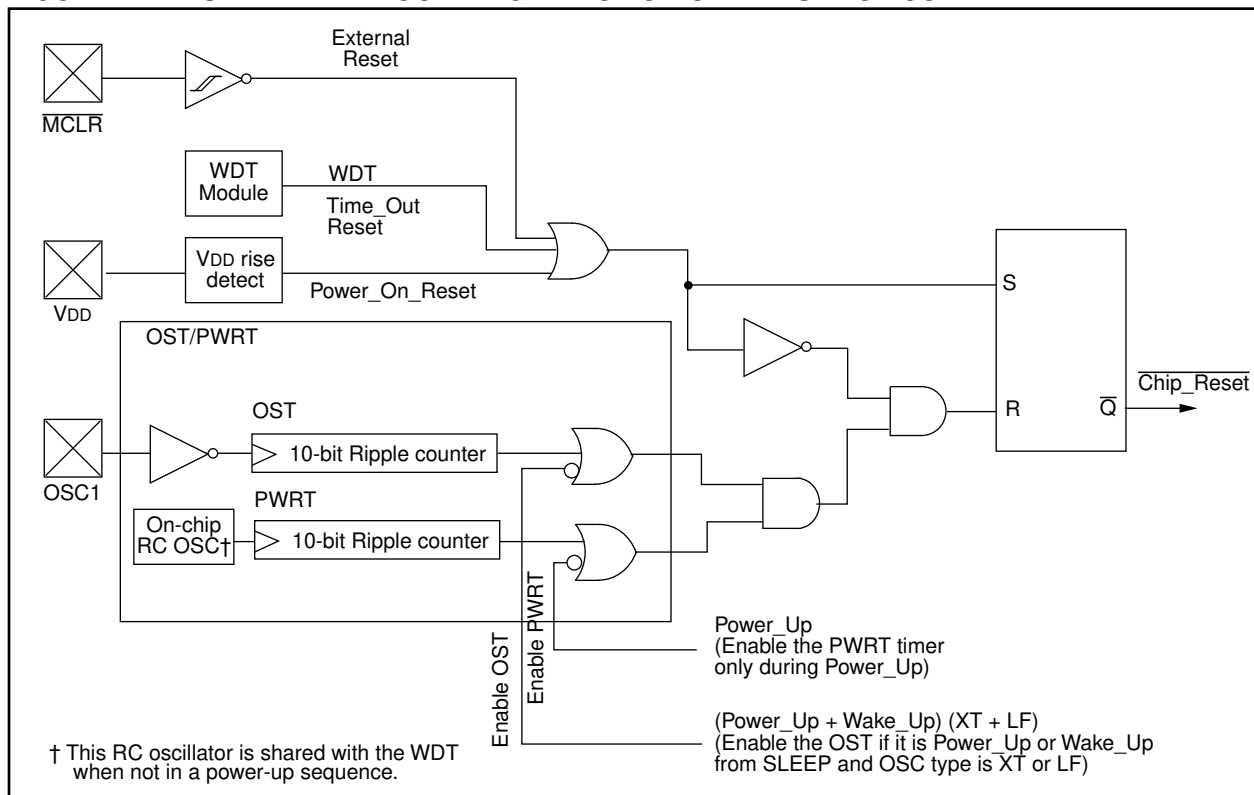 External
Reset
M̅C̅L̅R̅
WDT
Module
WDT
Time_Out
Reset
VDD rise
detect
Power_On_Reset
VDD
OST/PWRT
S
C̅h̅i̅p̅_̅R̅e̅s̅e̅t̅
R
Q̅
OST
10-bit Ripple counter
OSC1
PWRT
On-chip
RC OSC†
10-bit Ripple counter
Enable OST
Enable PWRT
Power_Up
(Enable the PWRT timer
only during Power_Up)
(Power_Up + Wake_Up) (XT + LF)
(Enable the OST if it is Power_Up or Wake_Up
from SLEEP and OSC type is XT or LF)
† This RC oscillator is shared with the WDT
when not in a power-up sequence.